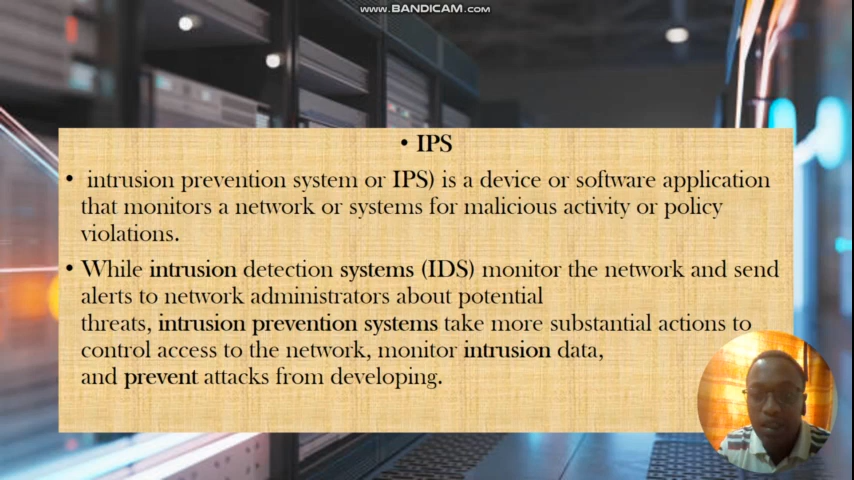 WWW.BANDICAM.COM
• IPS
• intrusion prevention system or IPS) is a device or software application
that monitors a network or systems for malicious activity or policy
violations.
• While intrusion detection systems (IDS) monitor the network and send
alerts to network administrators about potential
threats, intrusion prevention systems take more substantial actions to
control access to the network, monitor intrusion data,
and prevent attacks from developing.